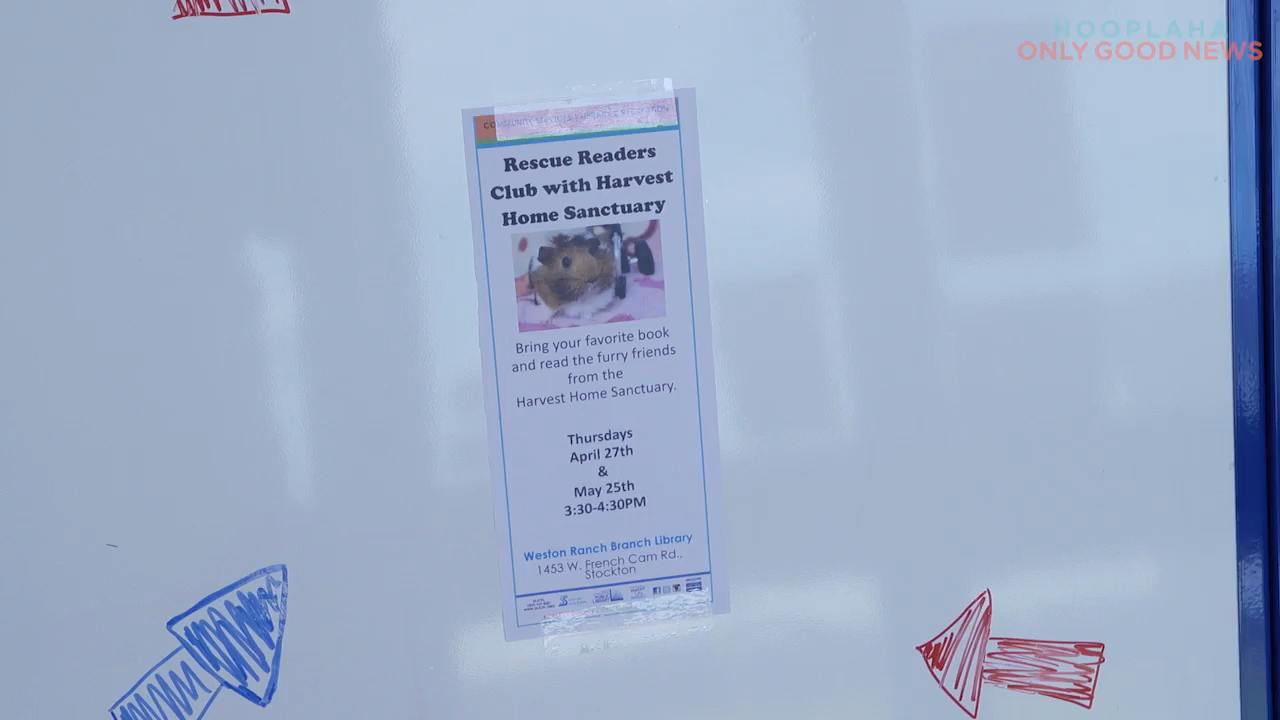 HOOPLAHA
ONLY GOOD NEWS
Rescue Readers
Club with Harvest
Home Sanctuary
Bring your favorite book
and read the furry friends
from the
Harvest Home Sanctuary.
Thursdays
April 27th
&
May 25th
3:30-4:30PM
Weston Ranch Branch Library
1453 W. French Cam Rd.,
Stockton